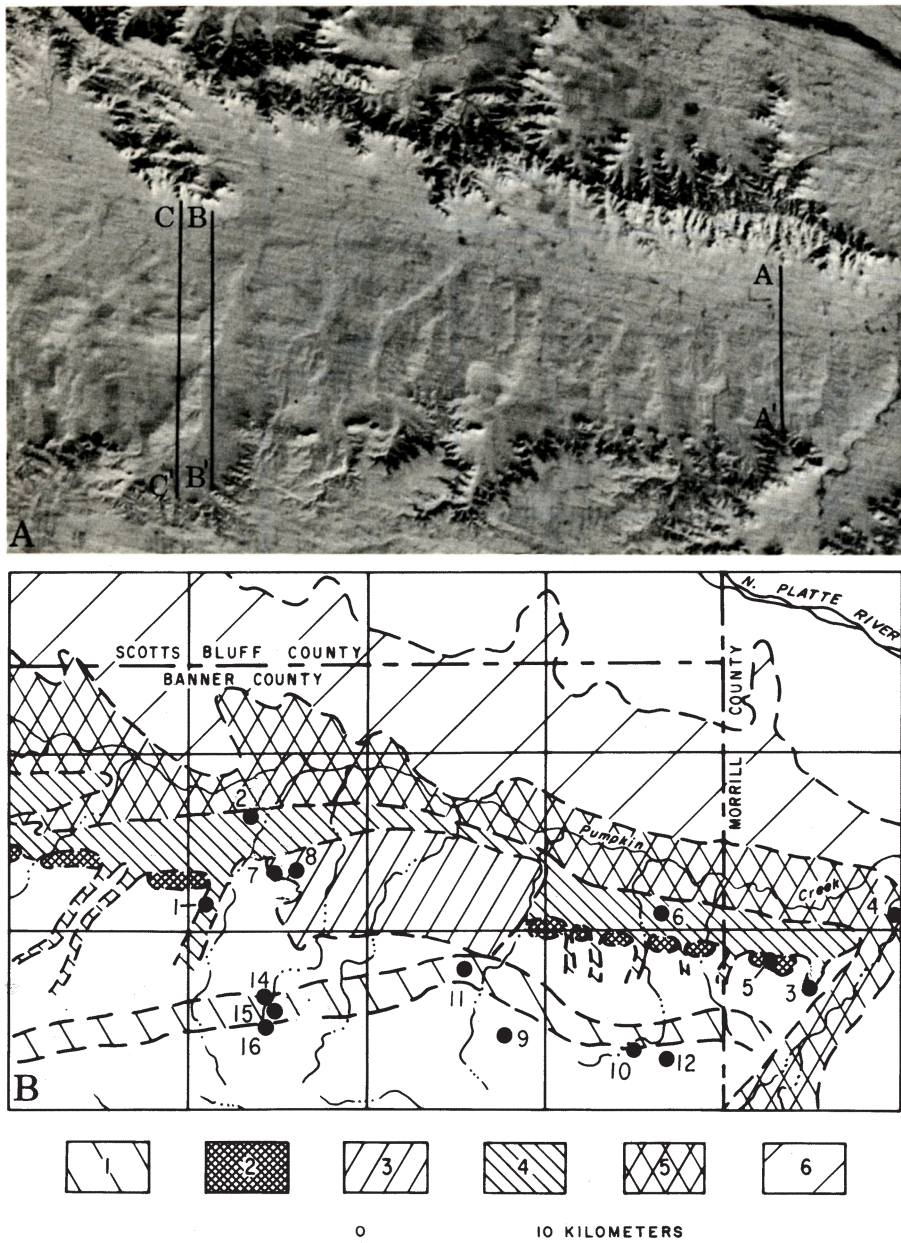 C B
A
A'
C' B'
A
N. PLATTE RIVER
SCOTTS BLUFF COUNTY
BANNER COUNTY
COUNTY
MORRILL
2
Pumpkin
Creek
7 8
1
6
4
5
3
14
15
16
11
9
10
12
B
1 2 3 4 5 6
0 10 KILOMETERS